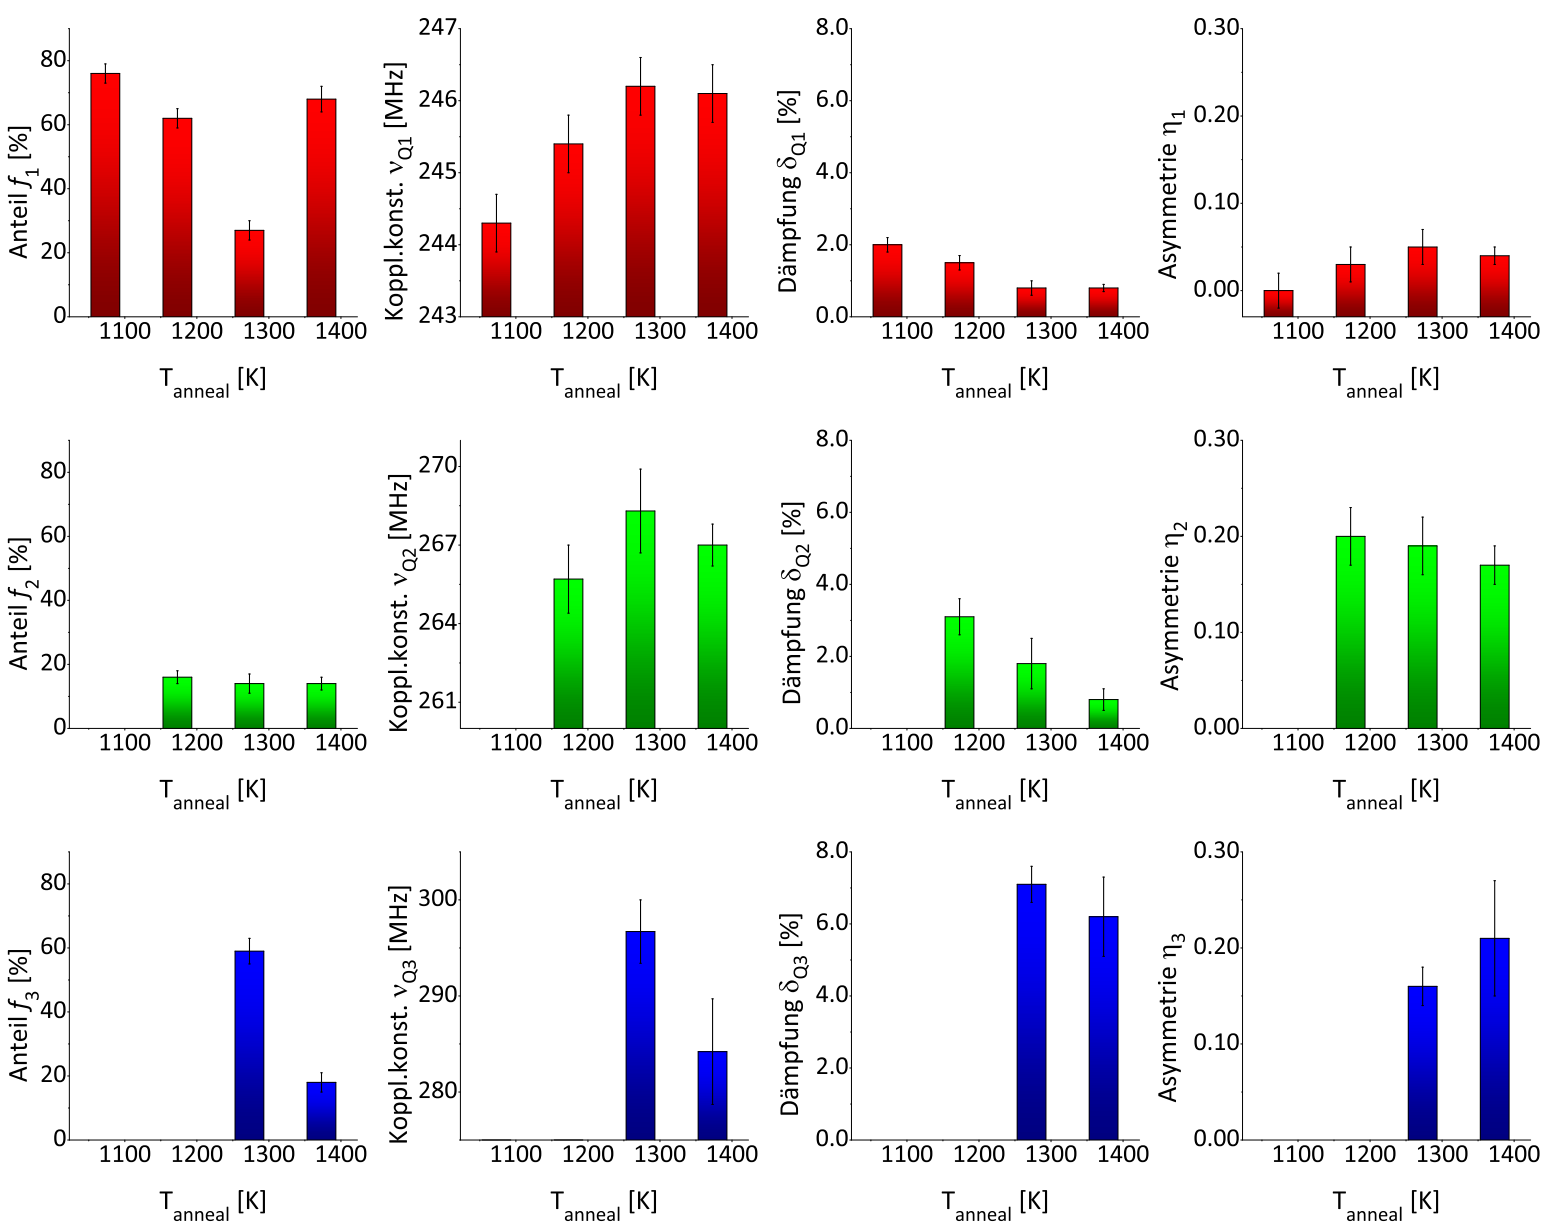 Anteil f1 [%]
80
60
40
20
0
1100 1200 1300 1400
Tanneal [K]
Koppl.konst. νQ1 [MHz]
247
246
245
244
243
1100 1200 1300 1400
Tanneal [K]
Dämpfung δQ1 [%]
8.0
6.0
4.0
2.0
0.0
1100 1200 1300 1400
Tanneal [K]
Asymmetrie η1
0.30
0.20
0.10
0.00
1100 1200 1300 1400
Tanneal [K]
Anteil f2 [%]
80
60
40
20
0
1100 1200 1300 1400
Tanneal [K]
Koppl.konst. νQ2 [MHz]
270
267
264
261
1100 1200 1300 1400
Tanneal [K]
Dämpfung δQ2 [%]
8.0
6.0
4.0
2.0
0.0
1100 1200 1300 1400
Tanneal [K]
Asymmetrie η2
0.30
0.20
0.10
0.00
1100 1200 1300 1400
Tanneal [K]
Anteil f3 [%]
80
60
40
20
0
1100 1200 1300 1400
Tanneal [K]
Koppl.konst. νQ3 [MHz]
300
290
280
1100 1200 1300 1400
Tanneal [K]
Dämpfung δQ3 [%]
8.0
6.0
4.0
2.0
0.0
1100 1200 1300 1400
Tanneal [K]
Asymmetrie η3
0.30
0.20
0.10
0.00
1100 1200 1300 1400
Tanneal [K]